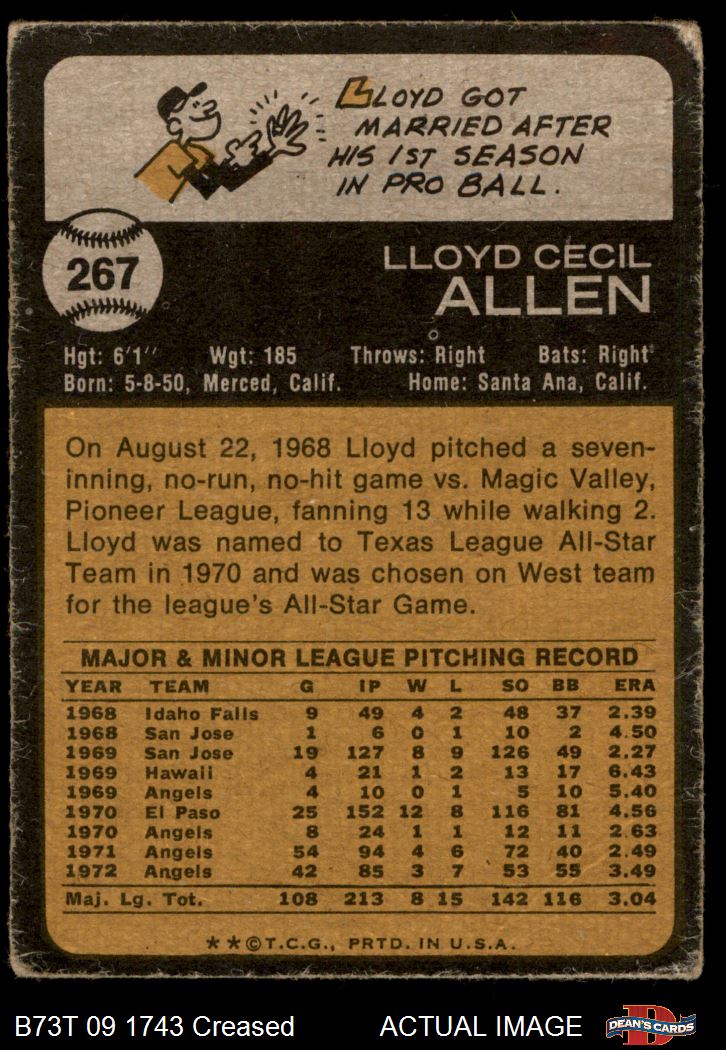 LLOYD GOT
MARRIED AFTER
HIS 1ST SEASON
IN PRO BALL.
267
LLOYD CECIL
ALLEN
Hgt: 6'1" Wgt: 185 Throws: Right Bats: Right
Born: 5-8-50, Merced, Calif. Home: Santa Ana, Calif.
On August 22, 1968 Lloyd pitched a seven-
inning, no-run, no-hit game vs. Magic Valley,
Pioneer League, fanning 13 while walking 2.
Lloyd was named to Texas League All-Star
Team in 1970 and was chosen on West team
for the league's All-Star Game.
MAJOR & MINOR LEAGUE PITCHING RECORD
YEAR TEAM G IP W L SO BB ERA
1968 Idaho Falls 9 49 4 2 48 37 2.39
1968 San Jose 1 6 0 1 10 2 4.50
1969 San Jose 19 127 8 9 126 49 2.27
1969 Hawaii 4 21 1 2 13 17 6.43
1969 Angels 4 10 0 1 5 10 5.40
1970 El Paso 25 152 12 8 116 81 4.56
1970 Angels 8 24 1 1 12 11 2.63
1971 Angels 54 94 4 6 72 40 2.49
1972 Angels 42 85 3 7 53 55 3.49
Maj. Lg. Tot. 108 213 8 15 142 116 3.04
**©T.C.G., PRTD. IN U.S.A.
B73T 09 1743 Creased ACTUAL IMAGE
DEAN'S CARDS